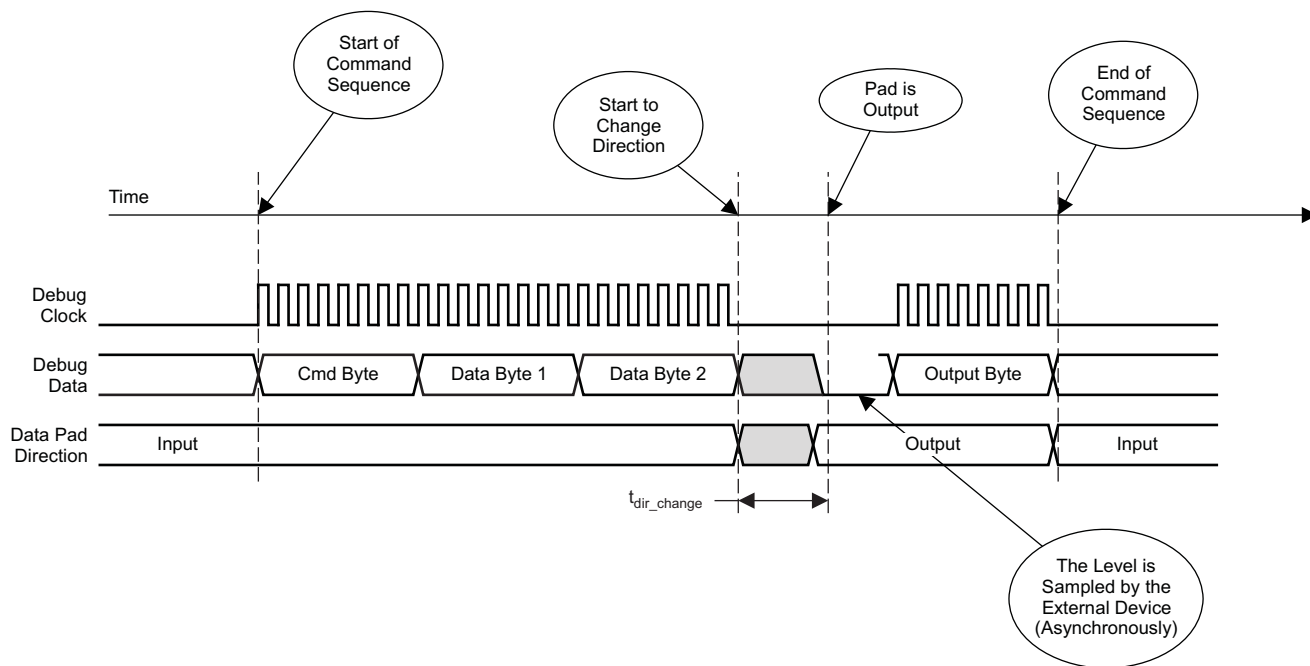 Start of
Command
Sequence
Start to
Change
Direction
Pad is
Output
End of
Command
Sequence
Time
Debug
Clock
Debug
Data
Cmd Byte
Data Byte 1
Data Byte 2
Output Byte
Data Pad
Direction
Input
Output
Input
tdir_change
The Level is
Sampled by the
External Device
(Asynchronously)